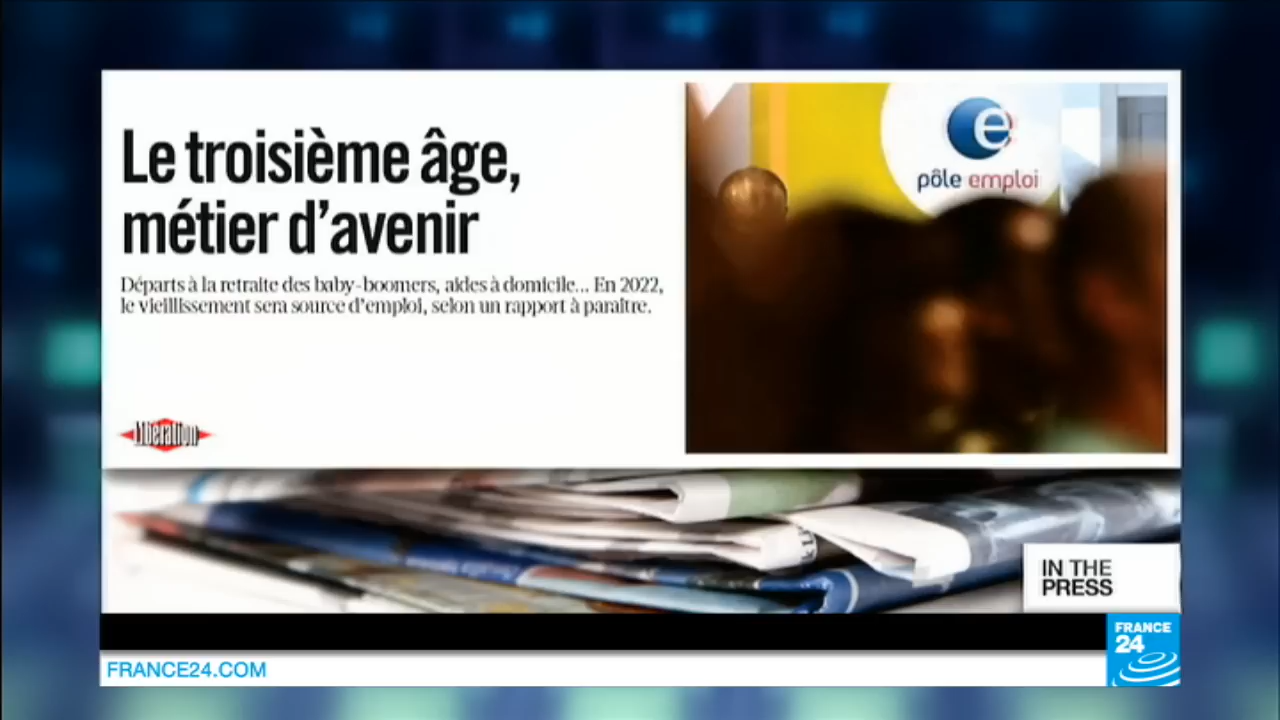 Le troisième âge,
métier d'avenir
Départs à la retraite des baby-boomers, aides à domicile... En 2022,
le vieilllissement sera source d'emploi, selon un rapport à paraître.
e
pôle emploi
Libération
IN THE
PRESS
FRANCE
24
FRANCE24.COM